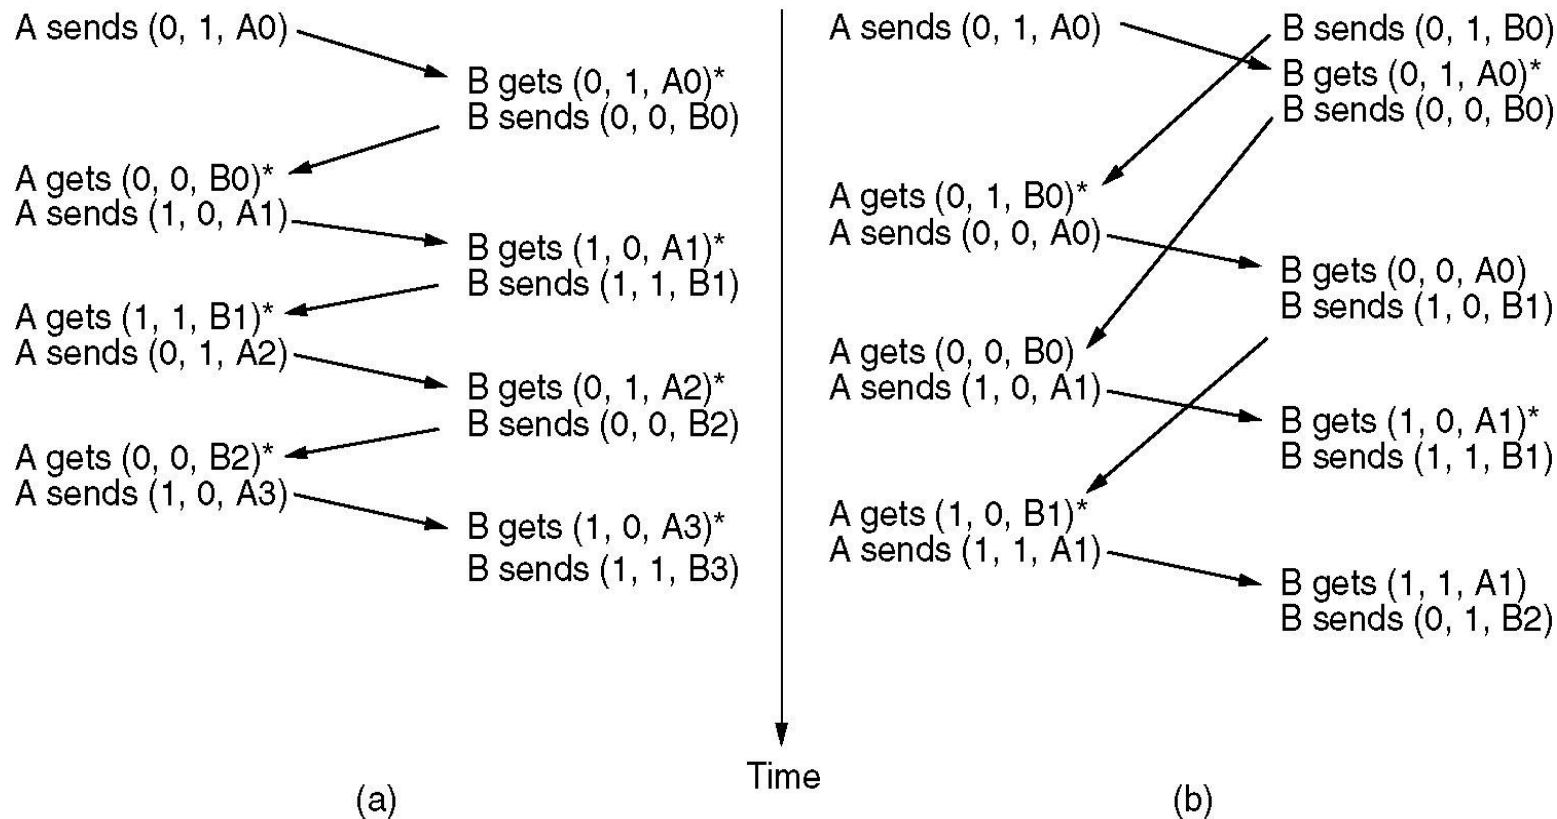 A sends (0, 1, A0)
B gets (0, 1, A0)*
B sends (0, 0, B0)
A gets (0, 0, B0)*
A sends (1, 0, A1)
B gets (1, 0, A1)*
B sends (1, 1, B1)
A gets (1, 1, B1)*
A sends (0, 1, A2)
B gets (0, 1, A2)*
B sends (0, 0, B2)
A gets (0, 0, B2)*
A sends (1, 0, A3)
B gets (1, 0, A3)*
B sends (1, 1, B3)
(a)
Time
A sends (0, 1, A0)
B sends (0, 1, B0)
B gets (0, 1, A0)*
B sends (0, 0, B0)
A gets (0, 1, B0)*
A sends (0, 0, A0)
B gets (0, 0, A0)
B sends (1, 0, B1)
A gets (0, 0, B0)
A sends (1, 0, A1)
B gets (1, 0, A1)*
B sends (1, 1, B1)
A gets (1, 0, B1)*
A sends (1, 1, A1)
B gets (1, 1, A1)
B sends (0, 1, B2)
(b)